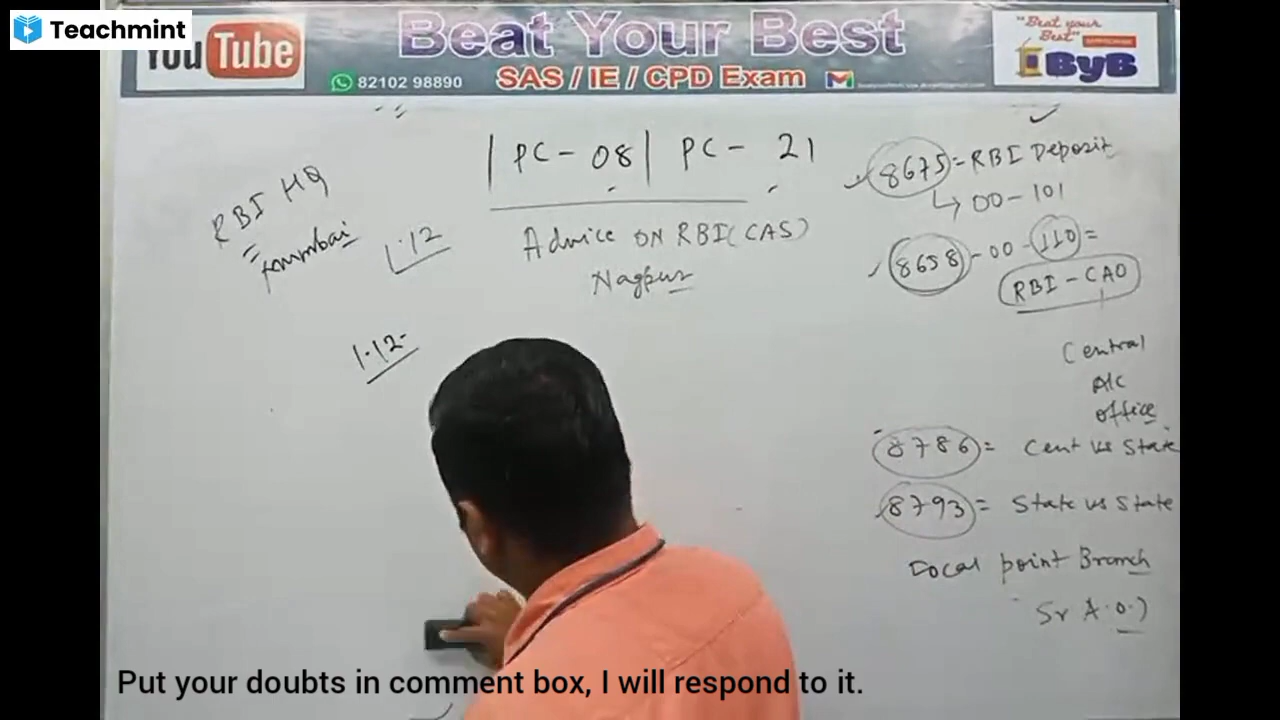 Teachmint
YouTube
Beat Your Best
SAS / IE / CPD Exam
82102 98890
"Beat your Best"
SUBSCRIBE
ByB
RBI HQ
Mumbai
1.12
PC - 08 | PC - 21
Advice ON RBI (CAS)
Nagpur
8675 = RBI Deposit
↳ 00-101
8658 - 00 - 110 =
RBI - CAO
Central
A/c
office
1.12
8786 = Cent vs State
8793 = State vs State
Focal point Branch
Sr A.O.)
Put your doubts in comment box, I will respond to it.